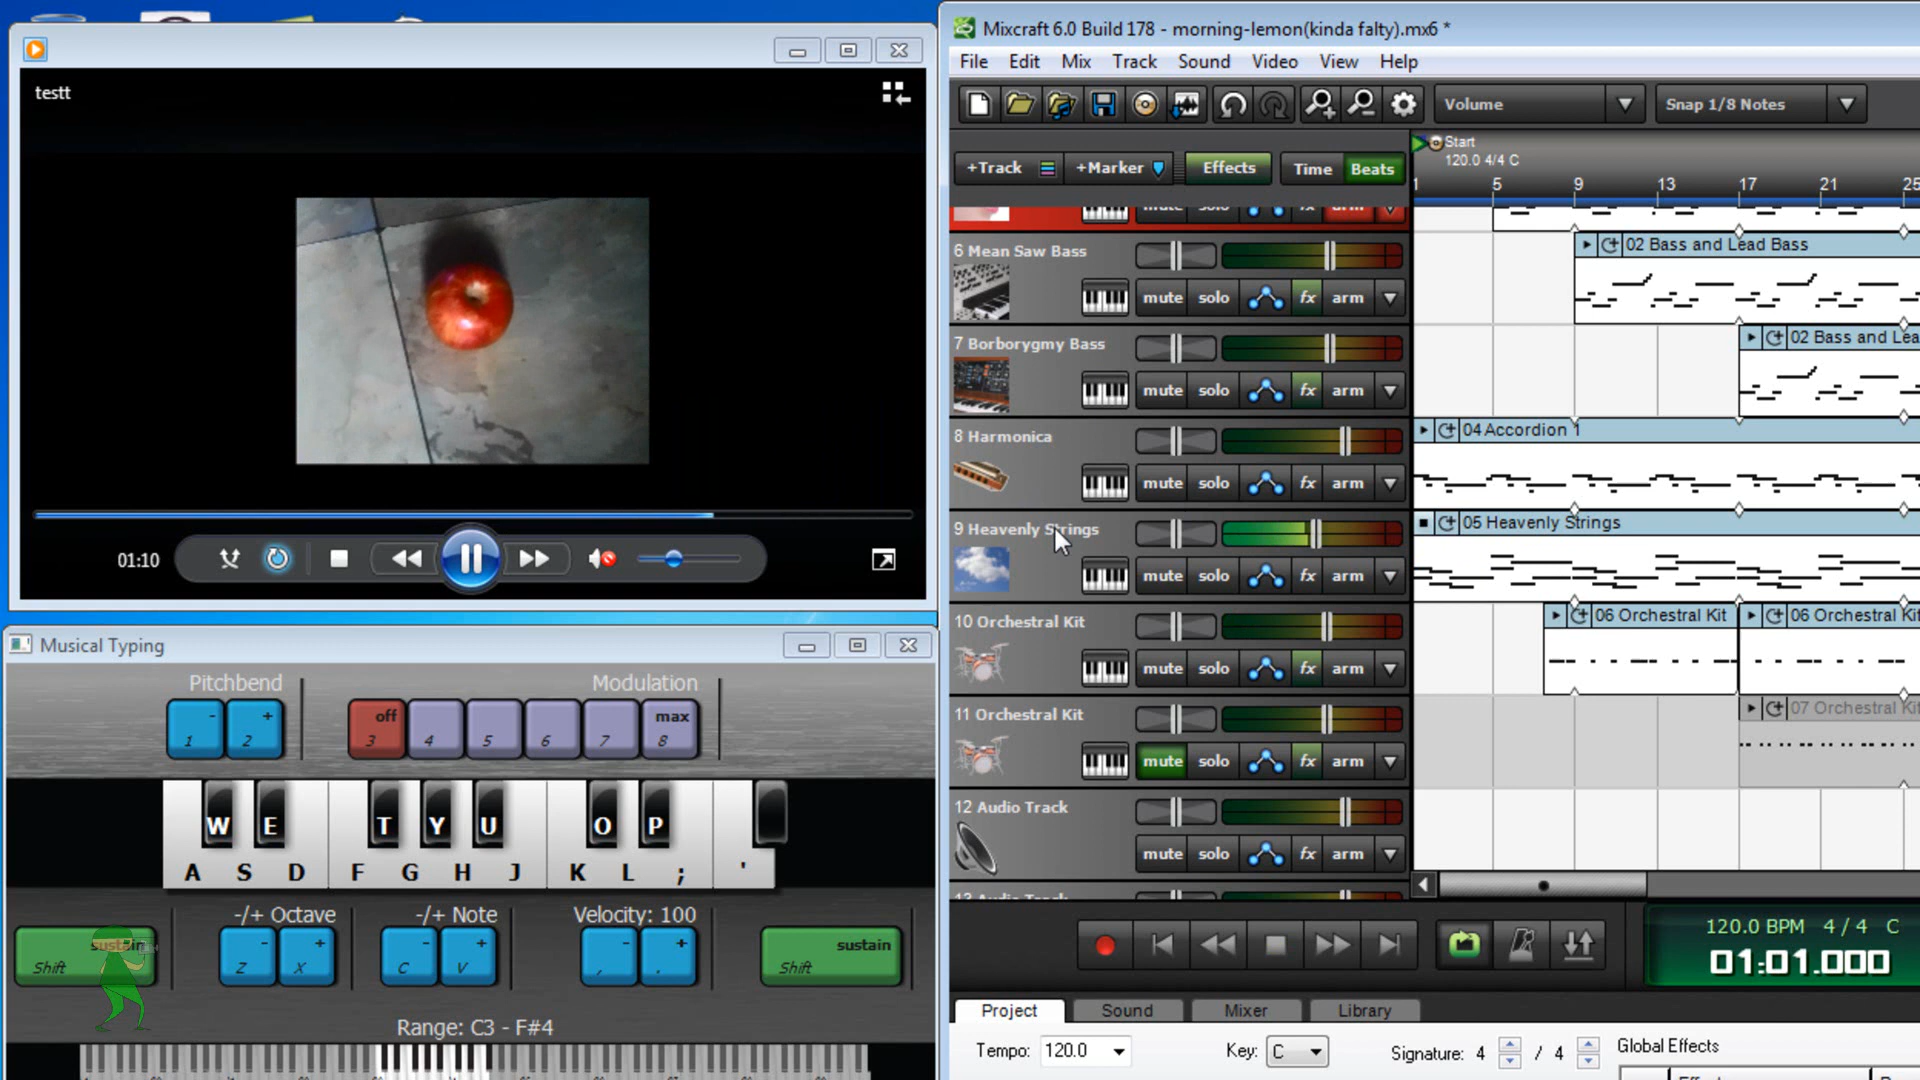 testt
01:10
Musical Typing
Pitchbend
Modulation
- 1
+ 2
off 3
4
5
6
7
max 8
W E T Y U O P
A S D F G H J K L ; '
-/+ Octave
-/+ Note
Velocity: 100
sustain Shift
- Z
+ X
- C
+ V
- ,
+ .
sustain Shift
Range: C3 - F#4
Mixcraft 6.0 Build 178 - morning-lemon(kinda falty).mx6 *
File Edit Mix Track Sound Video View Help
Volume
Snap 1/8 Notes
+Track +Marker Effects Time Beats
Start
120.0 4/4 C
1 5 9 13 17 21 25
mute solo fx arm
6 Mean Saw Bass
mute solo fx arm
02 Bass and Lead Bass
7 Borborygmy Bass
mute solo fx arm
02 Bass and Lea
8 Harmonica
mute solo fx arm
04 Accordion 1
9 Heavenly Strings
mute solo fx arm
05 Heavenly Strings
10 Orchestral Kit
mute solo fx arm
06 Orchestral Kit
06 Orchestral Kit
11 Orchestral Kit
mute solo fx arm
07 Orchestral Kit
12 Audio Track
mute solo fx arm
13 Audio Track
120.0 BPM 4 / 4 C
01:01.000
Project Sound Mixer Library
Tempo: 120.0
Key: C
Signature: 4 / 4
Global Effects